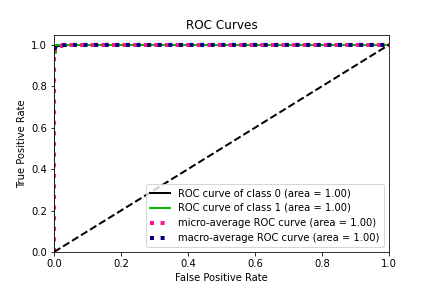 ROC Curves
True Positive Rate
1.0
0.8
0.6
0.4
0.2
0.0
ROC curve of class 0 (area = 1.00)
ROC curve of class 1 (area = 1.00)
micro-average ROC curve (area = 1.00)
macro-average ROC curve (area = 1.00)
0.0 0.2 0.4 0.6 0.8 1.0
False Positive Rate